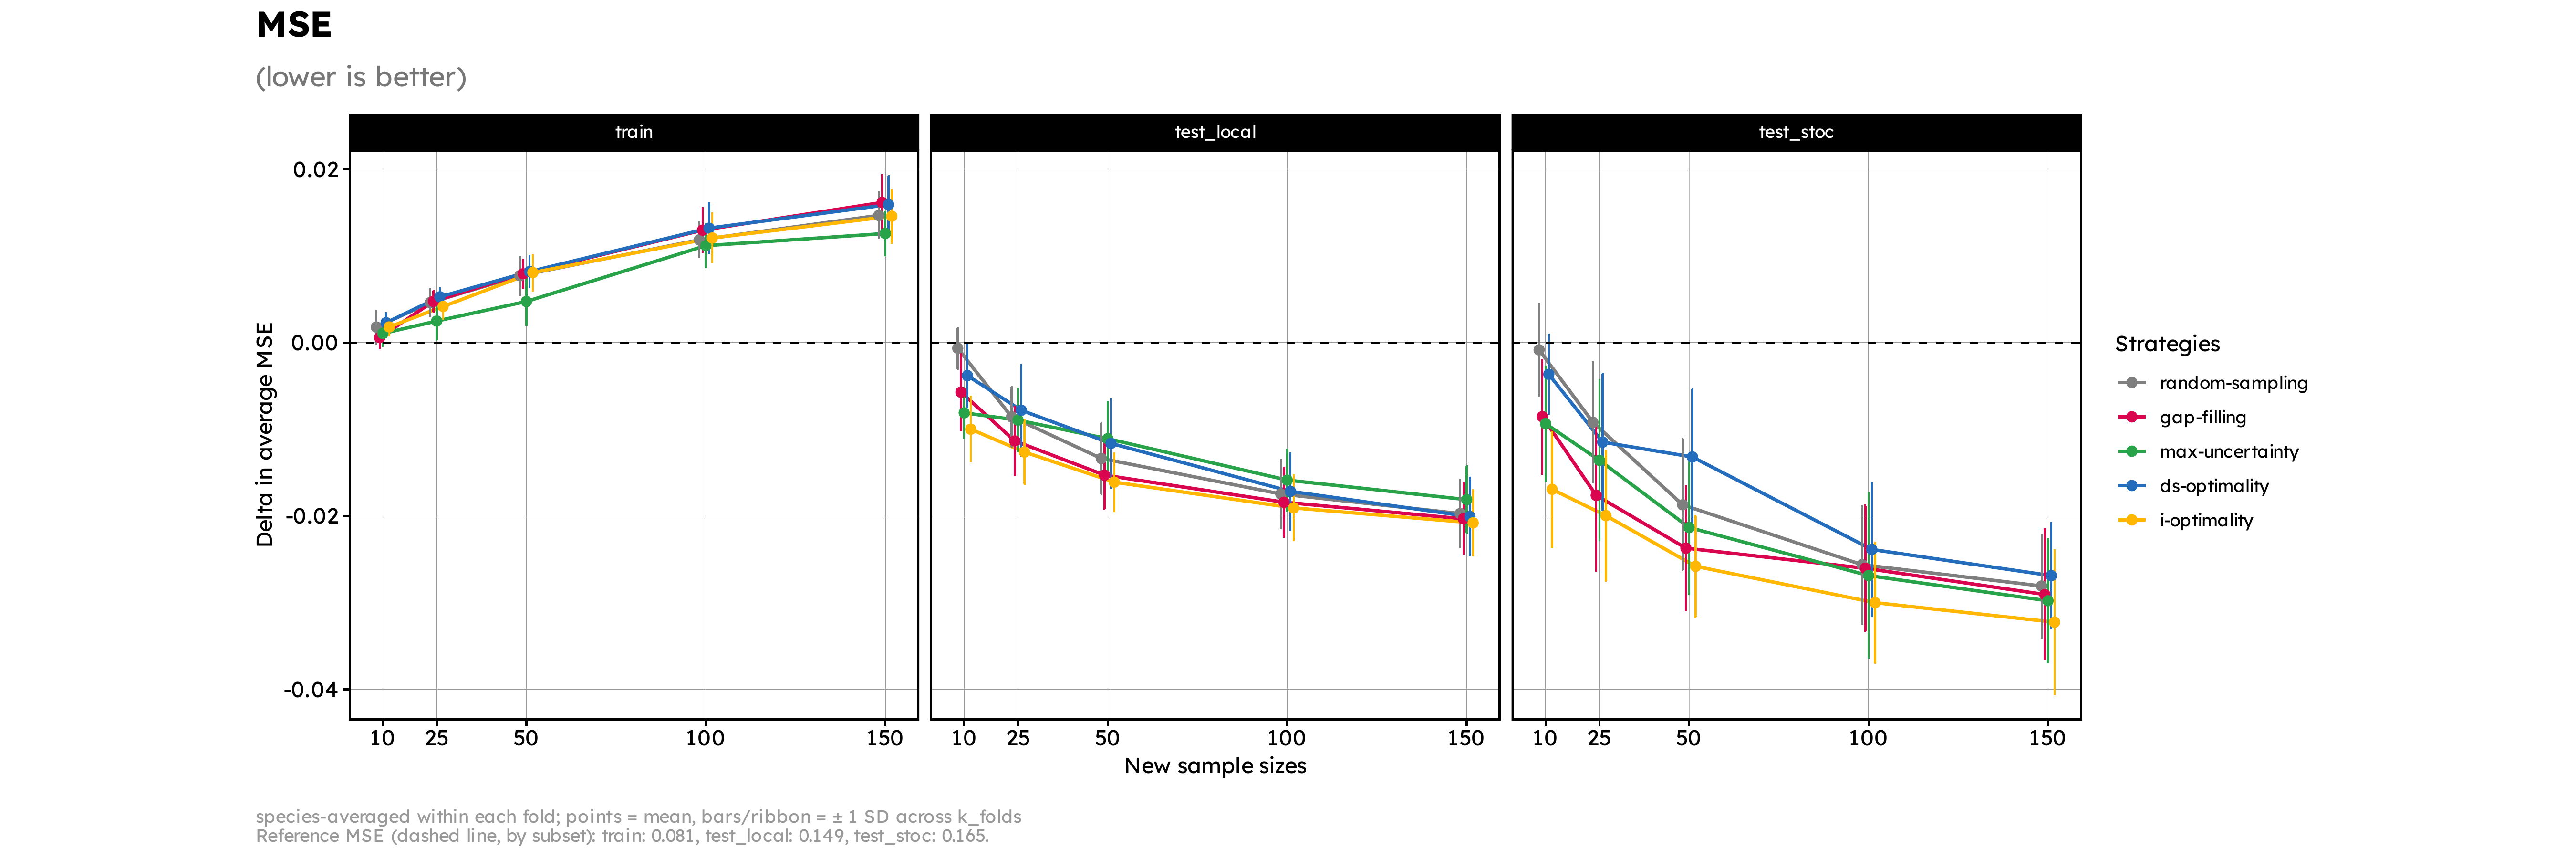 MSE
(lower is better)
train
test_local
test_stoc
0.02
0.00
-0.02
-0.04
Delta in average MSE
10 25 50 100 150
10 25 50 100 150
10 25 50 100 150
New sample sizes
Strategies
random-sampling
gap-filling
max-uncertainty
ds-optimality
i-optimality
species-averaged within each fold; points = mean, bars/ribbon = ± 1 SD across k_folds
Reference MSE (dashed line, by subset): train: 0.081, test_local: 0.149, test_stoc: 0.165.